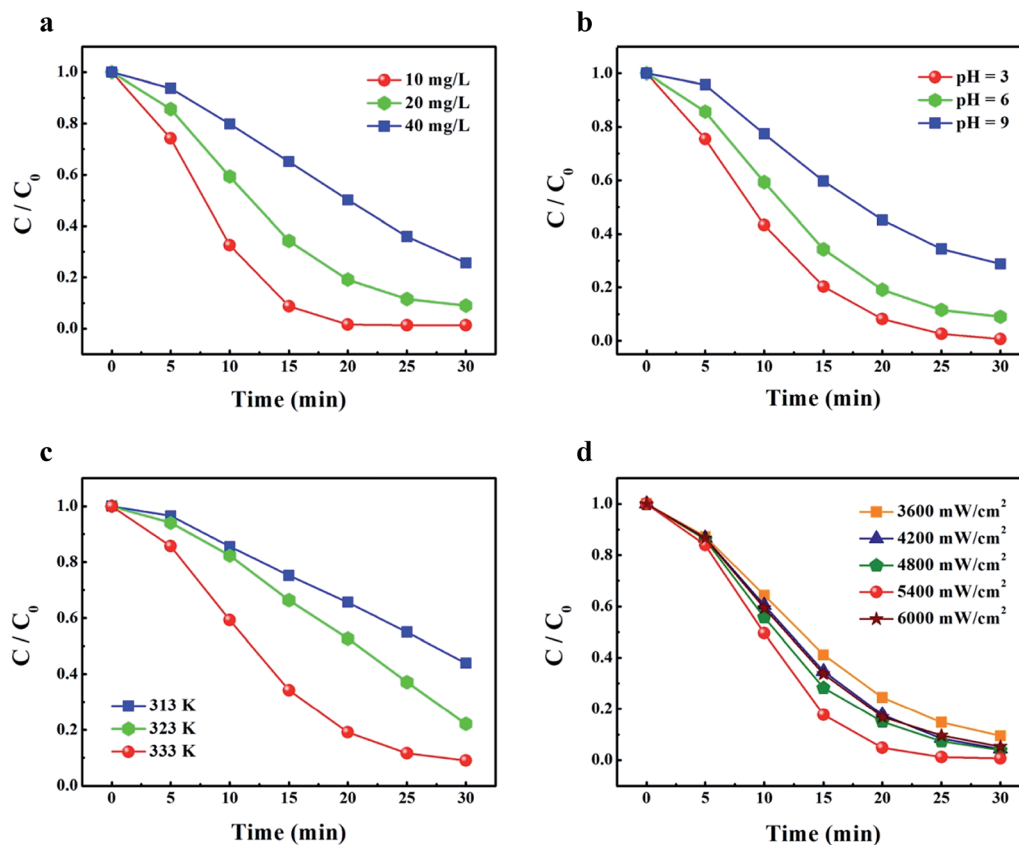 a
C / C0
1.0
0.8
0.6
0.4
0.2
0.0
10 mg/L
20 mg/L
40 mg/L
0 5 10 15 20 25 30
Time (min)
b
C / C0
1.0
0.8
0.6
0.4
0.2
0.0
pH = 3
pH = 6
pH = 9
0 5 10 15 20 25 30
Time (min)
c
C / C0
1.0
0.8
0.6
0.4
0.2
0.0
313 K
323 K
333 K
0 5 10 15 20 25 30
Time (min)
d
C / C0
1.0
0.8
0.6
0.4
0.2
0.0
3600 mW/cm²
4200 mW/cm²
4800 mW/cm²
5400 mW/cm²
6000 mW/cm²
0 5 10 15 20 25 30
Time (min)